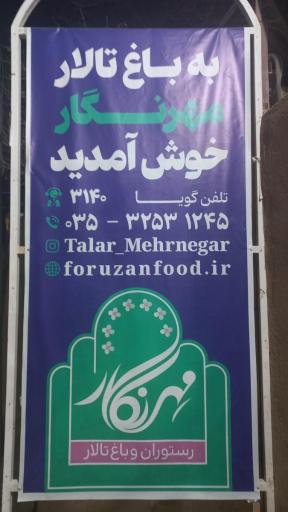 به باغ تالار
مهرنگار
خوش آمدید
تلفن گویا ۳۱۴۰
۰۳۵ - ۳۲۵۳ ۱۲۴۵
Talar_Mehrnegar
foruzanfood.ir
مهرنگار
رستوران و باغ تالار